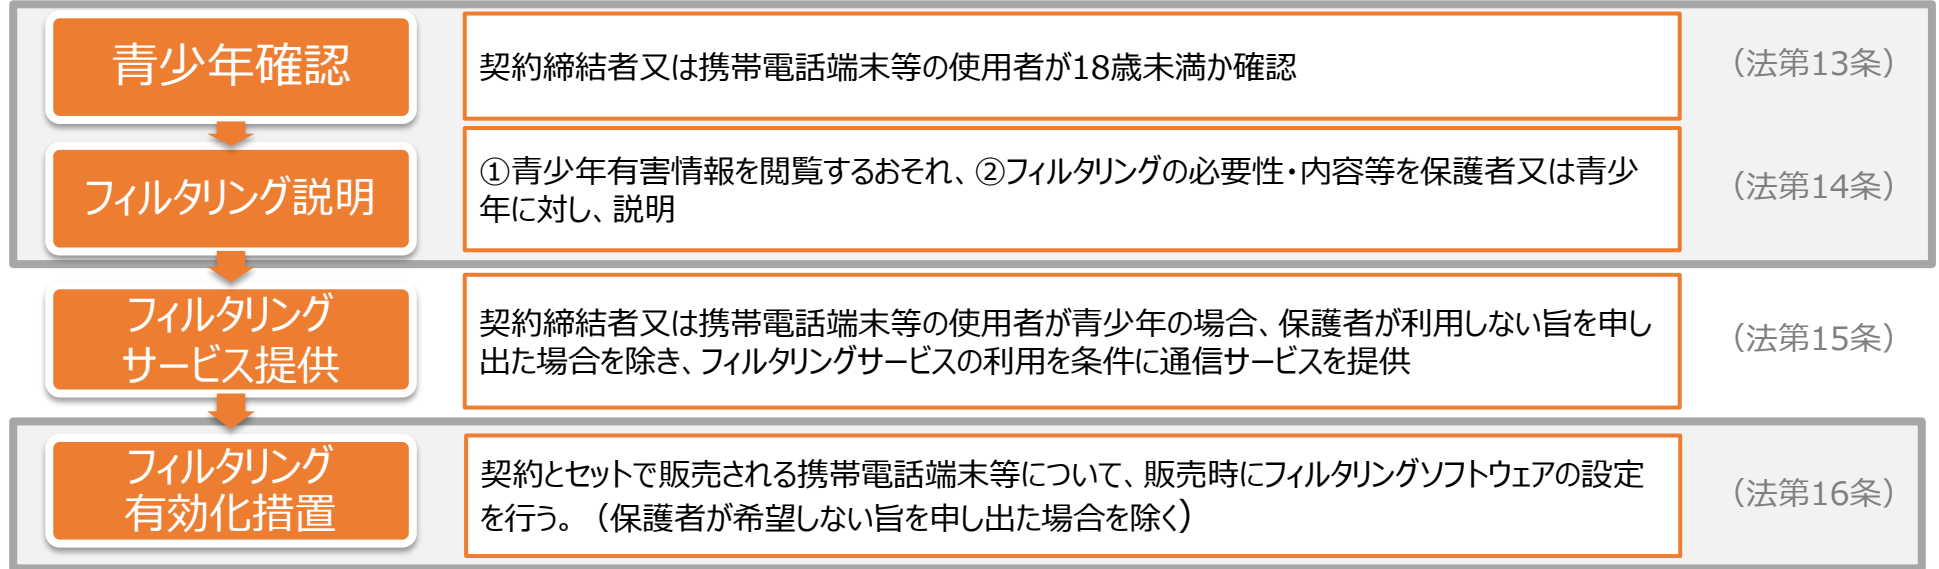 青少年確認
契約締結者又は携帯電話端末等の使用者が18歳未満か確認
（法第13条）
フィルタリング説明
①青少年有害情報を閲覧するおそれ、②フィルタリングの必要性・内容等を保護者又は青少
年に対し、説明
（法第14条）
フィルタリング
サービス提供
契約締結者又は携帯電話端末等の使用者が青少年の場合、保護者が利用しない旨を申し
出た場合を除き、フィルタリングサービスの利用を条件に通信サービスを提供
（法第15条）
フィルタリング
有効化措置
契約とセットで販売される携帯電話端末等について、販売時にフィルタリングソフトウェアの設定
を行う。（保護者が希望しない旨を申し出た場合を除く)
（法第16条）